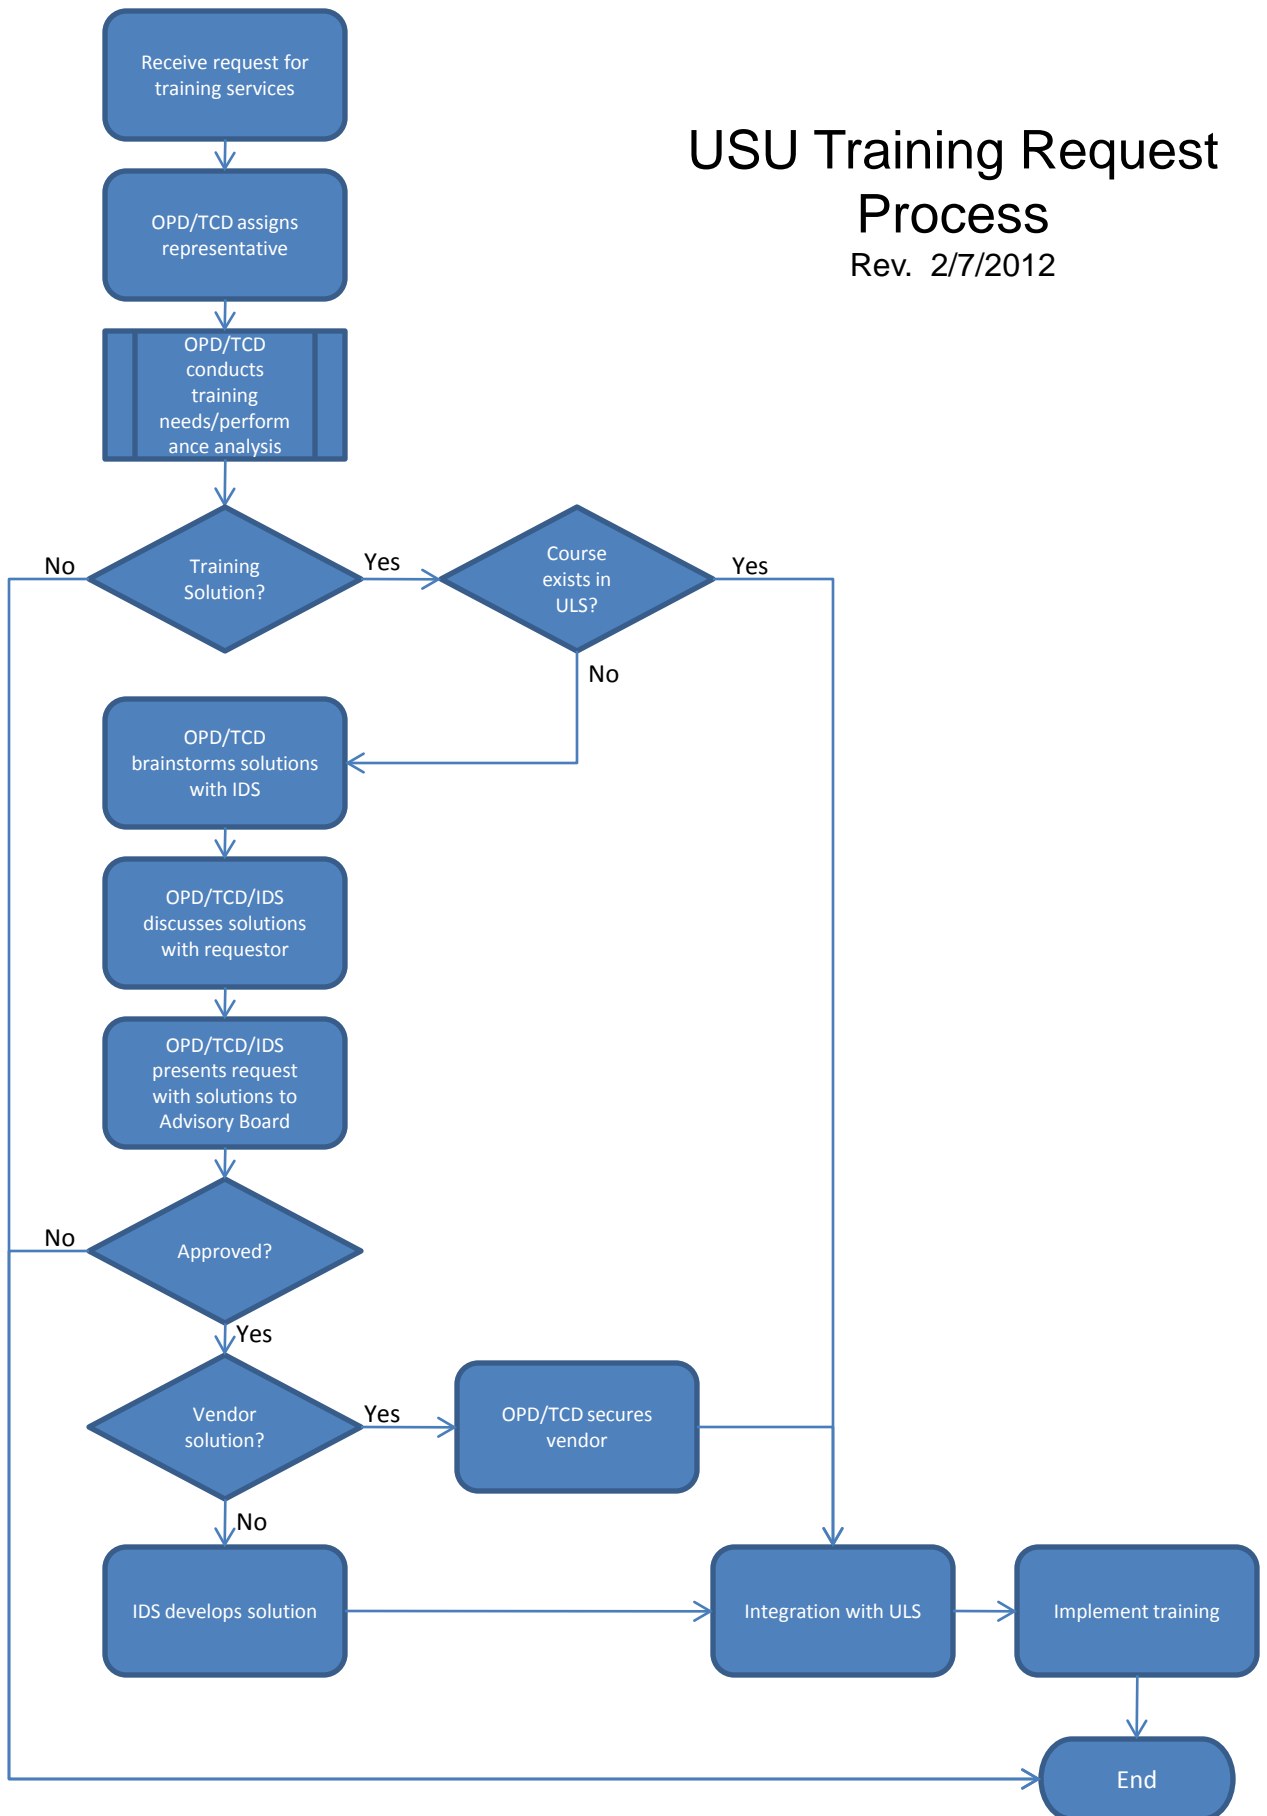 Receive request for
training services
USU Training Request
Process
Rev.  2/7/2012
OPD/TCD assigns
representative
OPD/TCD
conducts
training
needs/perform
ance analysis
No
Training
Solution?
Yes
Course
exists in
ULS?
Yes
No
OPD/TCD
brainstorms solutions
with IDS
OPD/TCD/IDS
discusses solutions
with requestor
OPD/TCD/IDS
presents request
with solutions to
Advisory Board
No
Approved?
Yes
Vendor
solution?
Yes
OPD/TCD secures
vendor
No
IDS develops solution
Integration with ULS
Implement training
End